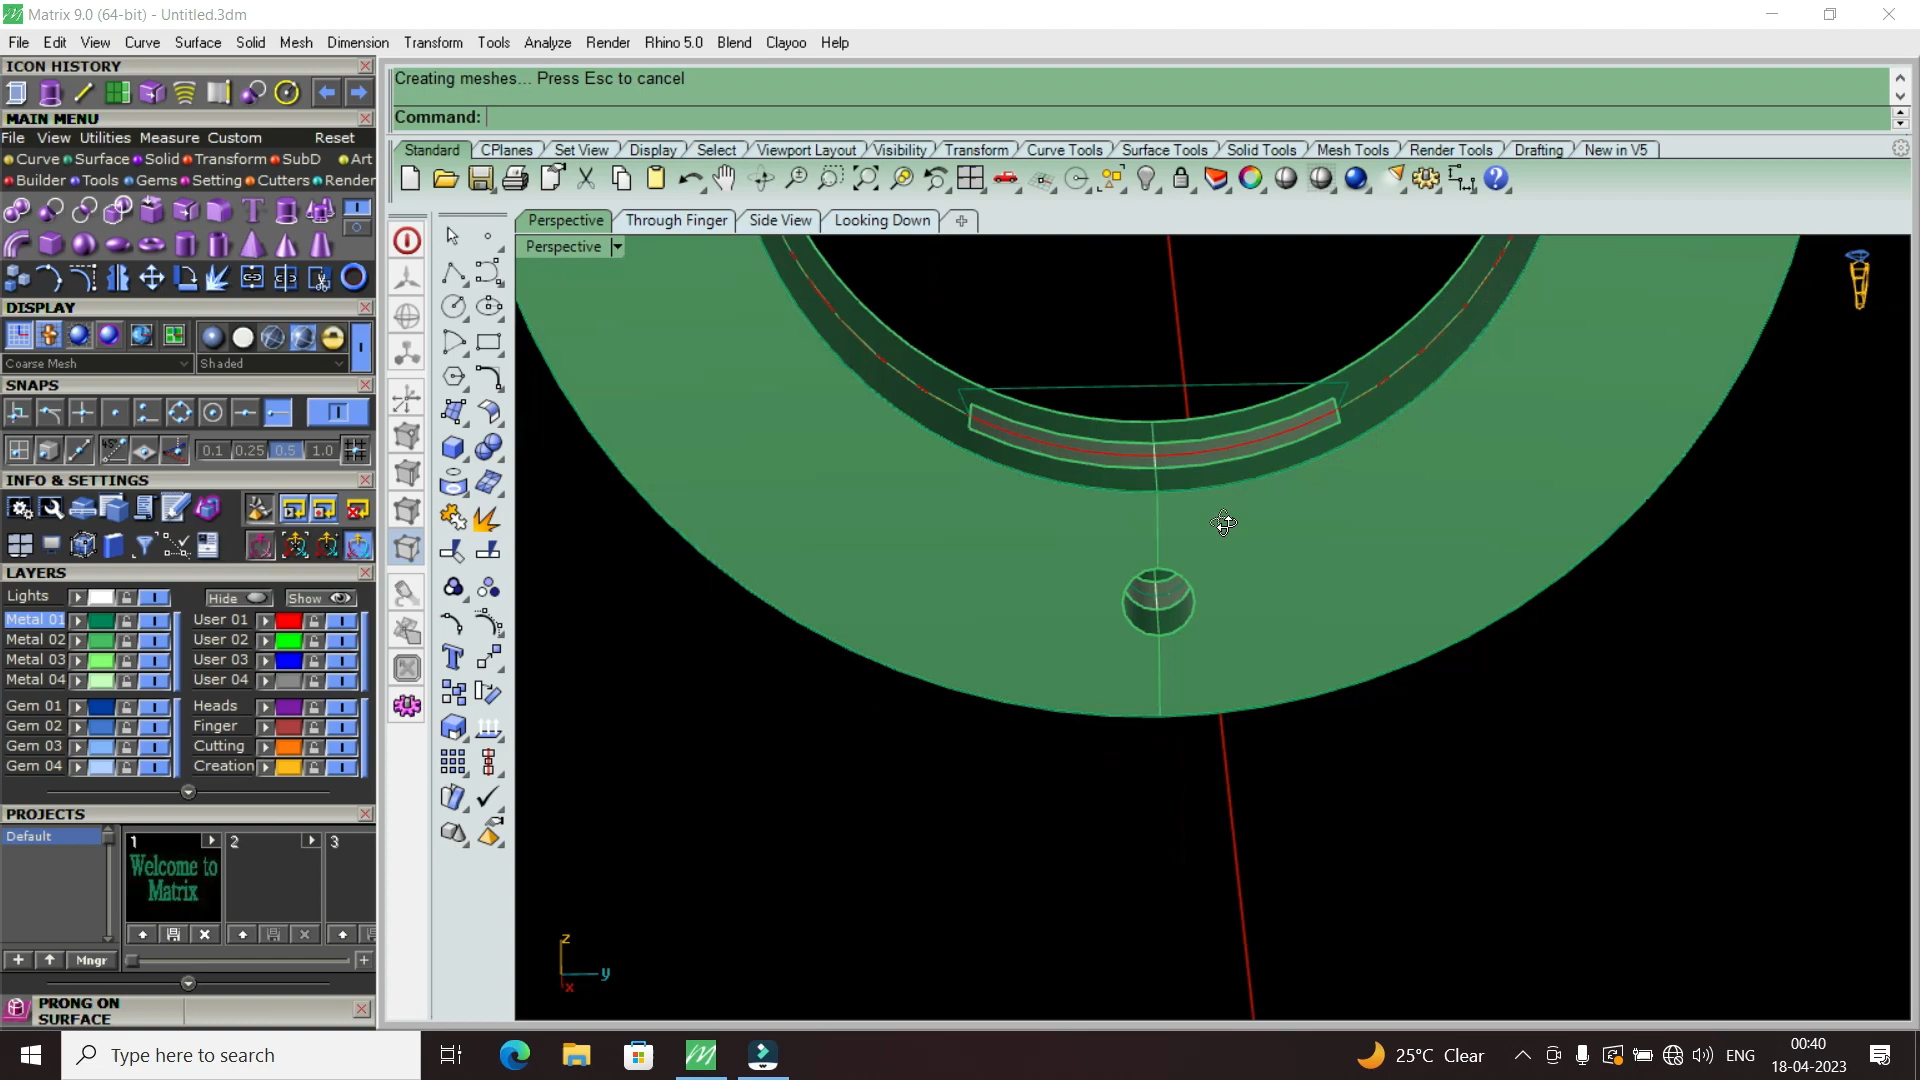 Matrix 9.0 (64-bit) - Untitled.3dm
File Edit View Curve Surface Solid Mesh Dimension Transform Tools Analyze Render Rhino 5.0 Blend Clayoo Help
ICON HISTORY
Creating meshes... Press Esc to cancel
Command:
MAIN MENU
File View Utilities Measure Custom Reset
Curve Surface Solid Transform SubD Art
Builder Tools Gems Setting Cutters Render
Standard CPlanes Set View Display Select Viewport Layout Visibility Transform Curve Tools Surface Tools Solid Tools Mesh Tools Render Tools Drafting New in V5
Perspective Through Finger Side View Looking Down
Perspective
DISPLAY
Coarse Mesh Shaded
SNAPS
45°
0.1 0.25 0.5 1.0
INFO & SETTINGS
LAYERS
Lights Hide Show
Metal 01 User 01
Metal 02 User 02
Metal 03 User 03
Metal 04 User 04
Gem 01 Heads
Gem 02 Finger
Gem 03 Cutting
Gem 04 Creation
PROJECTS
Default
1 2 3
Welcome to
Matrix
Mngr
PRONG ON
SURFACE
z
y
x
Type here to search
25°C Clear
ENG
00:40
18-04-2023